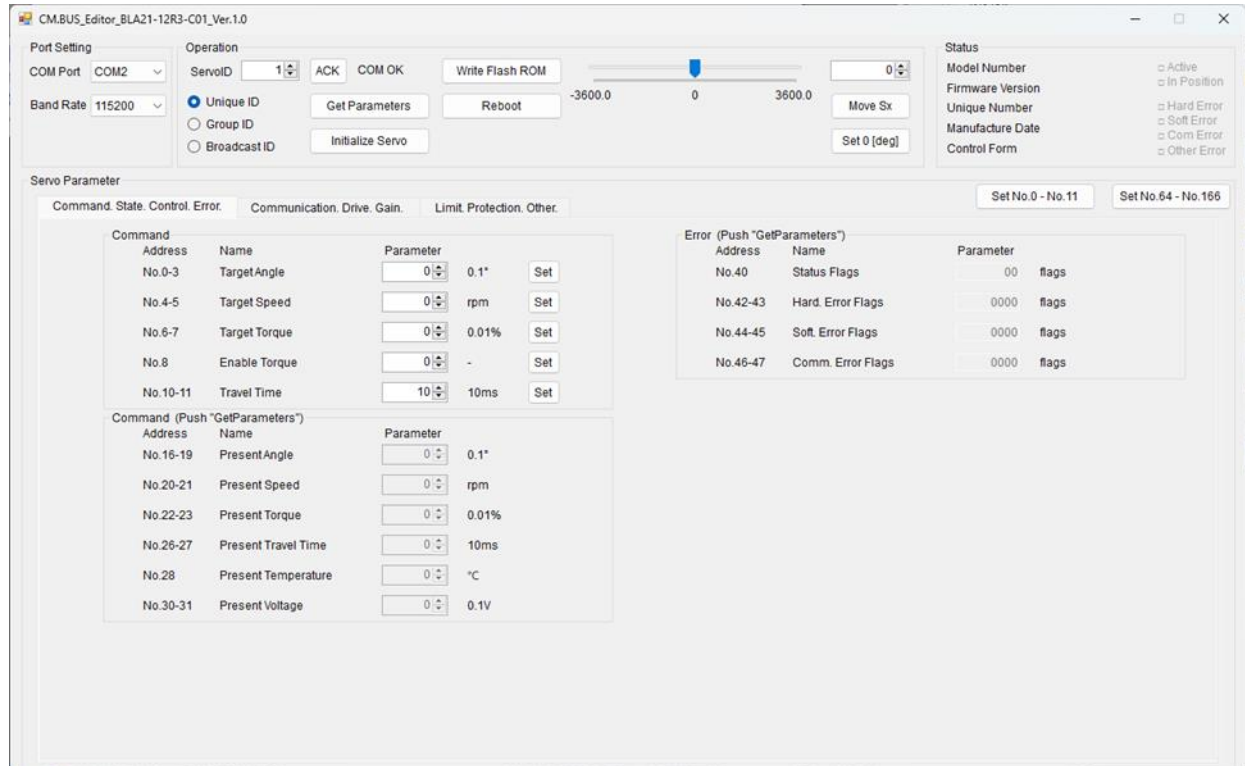 CM.BUS_Editor_BLA21-12R3-C01_Ver.1.0
Port Setting
COM Port COM2
Band Rate 115200
Operation
ServoID 1 ACK COM OK Write Flash ROM
Unique ID Get Parameters Reboot
Group ID
Broadcast ID Initialize Servo
-3600.0 0 3600.0
0
Move Sx
Set 0 [deg]
Status
Model Number
Firmware Version
Unique Number
Manufacture Date
Control Form
Active
In Position
Hard Error
Soft Error
Com Error
Other Error
Servo Parameter
Set No.0 - No.11 Set No.64 - No.166
Command. State. Control. Error. Communication. Drive. Gain. Limit. Protection. Other.
Command
Address Name Parameter
No.0-3 Target Angle 0 0.1° Set
No.4-5 Target Speed 0 rpm Set
No.6-7 Target Torque 0 0.01% Set
No.8 Enable Torque 0 - Set
No.10-11 Travel Time 10 10ms Set
Command (Push "GetParameters")
Address Name Parameter
No.16-19 Present Angle 0 0.1°
No.20-21 Present Speed 0 rpm
No.22-23 Present Torque 0 0.01%
No.26-27 Present Travel Time 0 10ms
No.28 Present Temperature 0 °C
No.30-31 Present Voltage 0 0.1V
Error (Push "GetParameters")
Address Name Parameter
No.40 Status Flags 00 flags
No.42-43 Hard. Error Flags 0000 flags
No.44-45 Soft. Error Flags 0000 flags
No.46-47 Comm. Error Flags 0000 flags